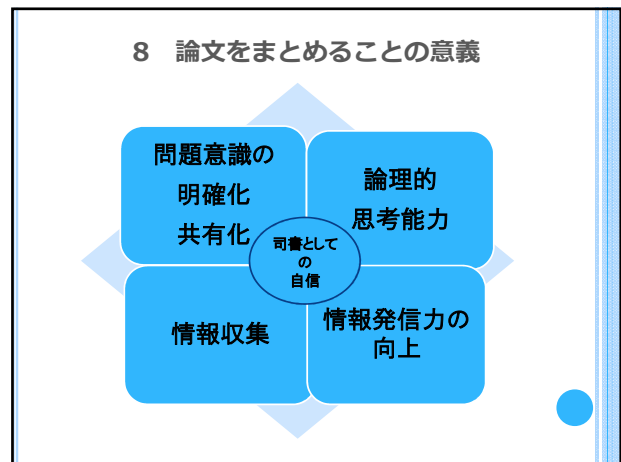 8 論文をまとめることの意義
問題意識の
明確化
共有化
論理的
思考能力
司書として
の
自信
情報収集
情報発信力の
向上